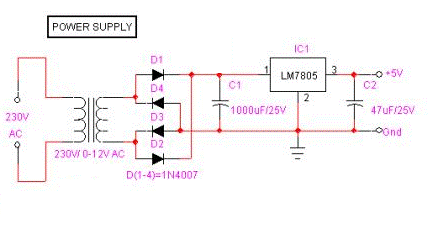 POWER SUPPLY
D1
D4
D3
D2
IC1
1
LM7805
3
2
+5V
C1
1000uF/25V
C2
47uF/25V
Gnd
230V
AC
230V/ 0-12V AC
D(1-4)=1N4007